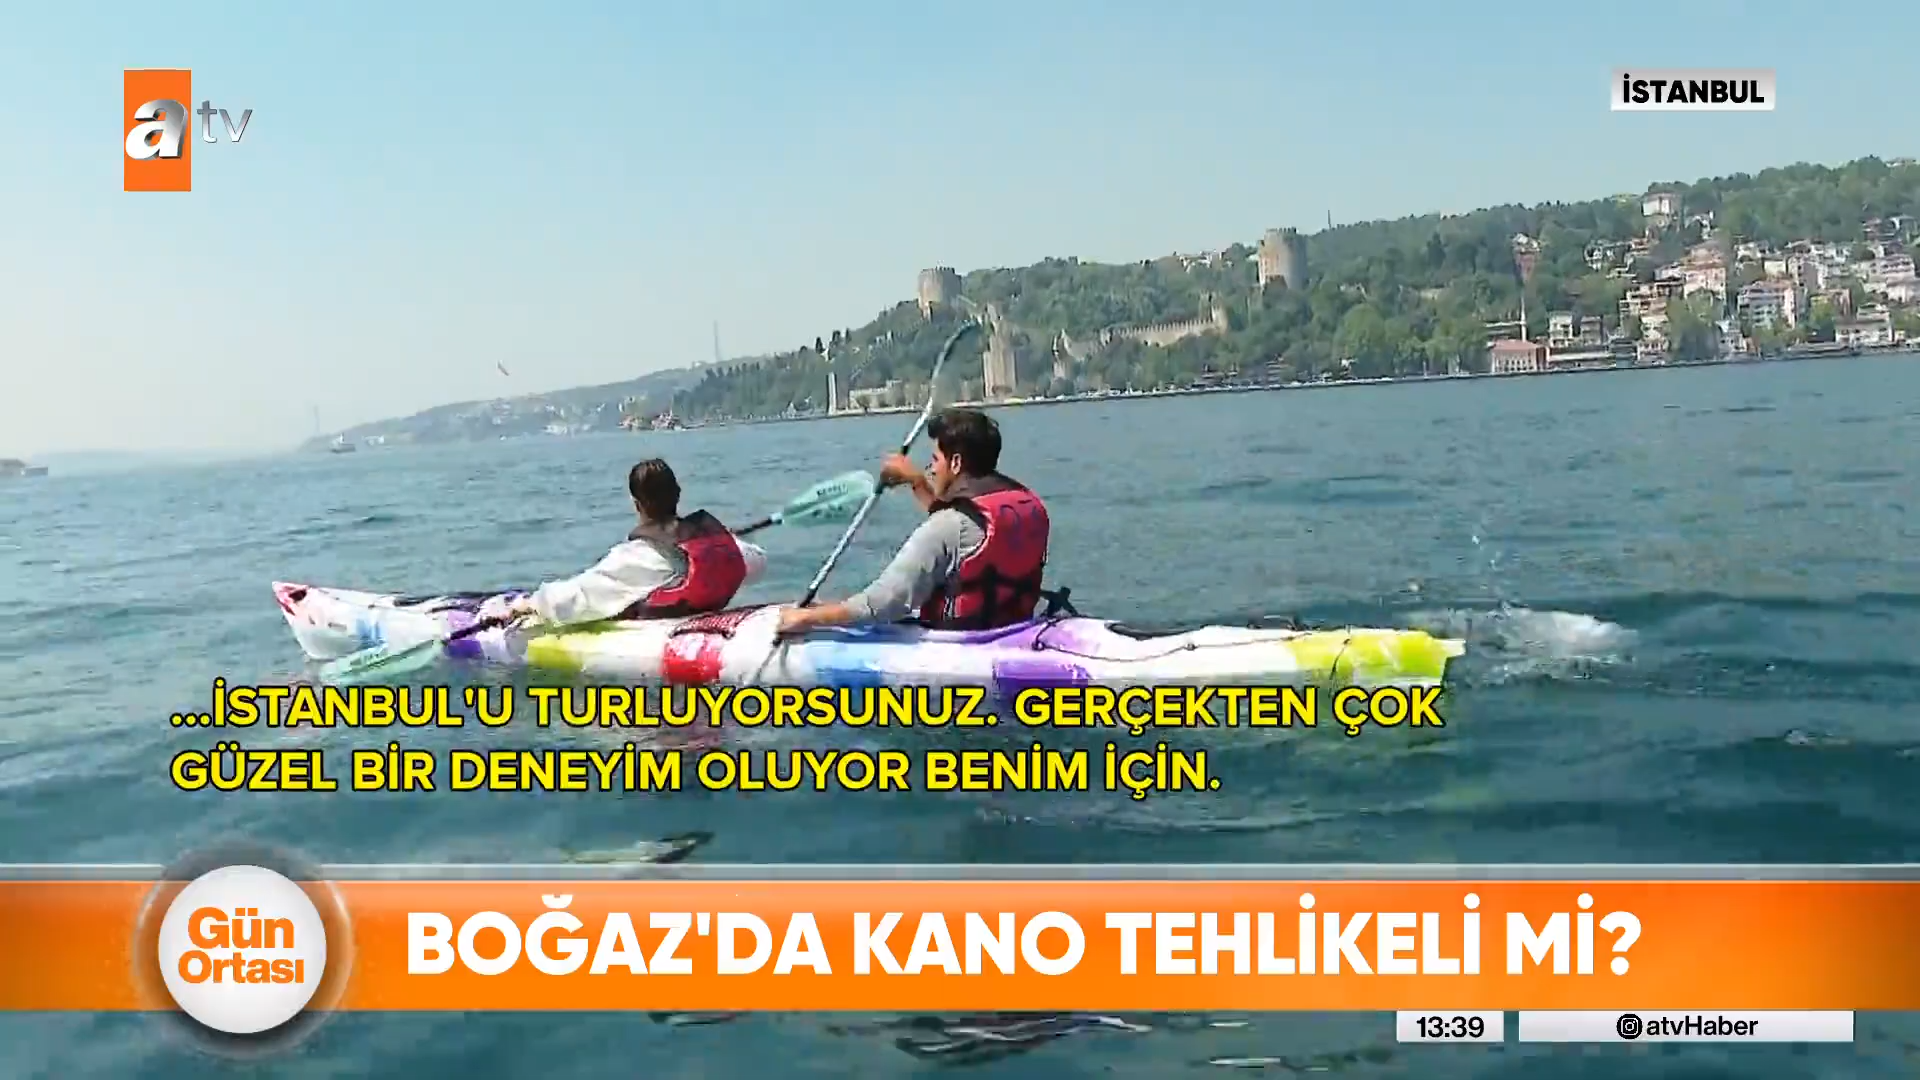 a tv
İSTANBUL
...İSTANBUL'U TURLUYORSUNUZ. GERÇEKTEN ÇOK
GÜZEL BİR DENEYİM OLUYOR BENİM İÇİN.
Gün
Ortası
BOĞAZ'DA KANO TEHLİKELİ Mİ?
13:39
atvHaber